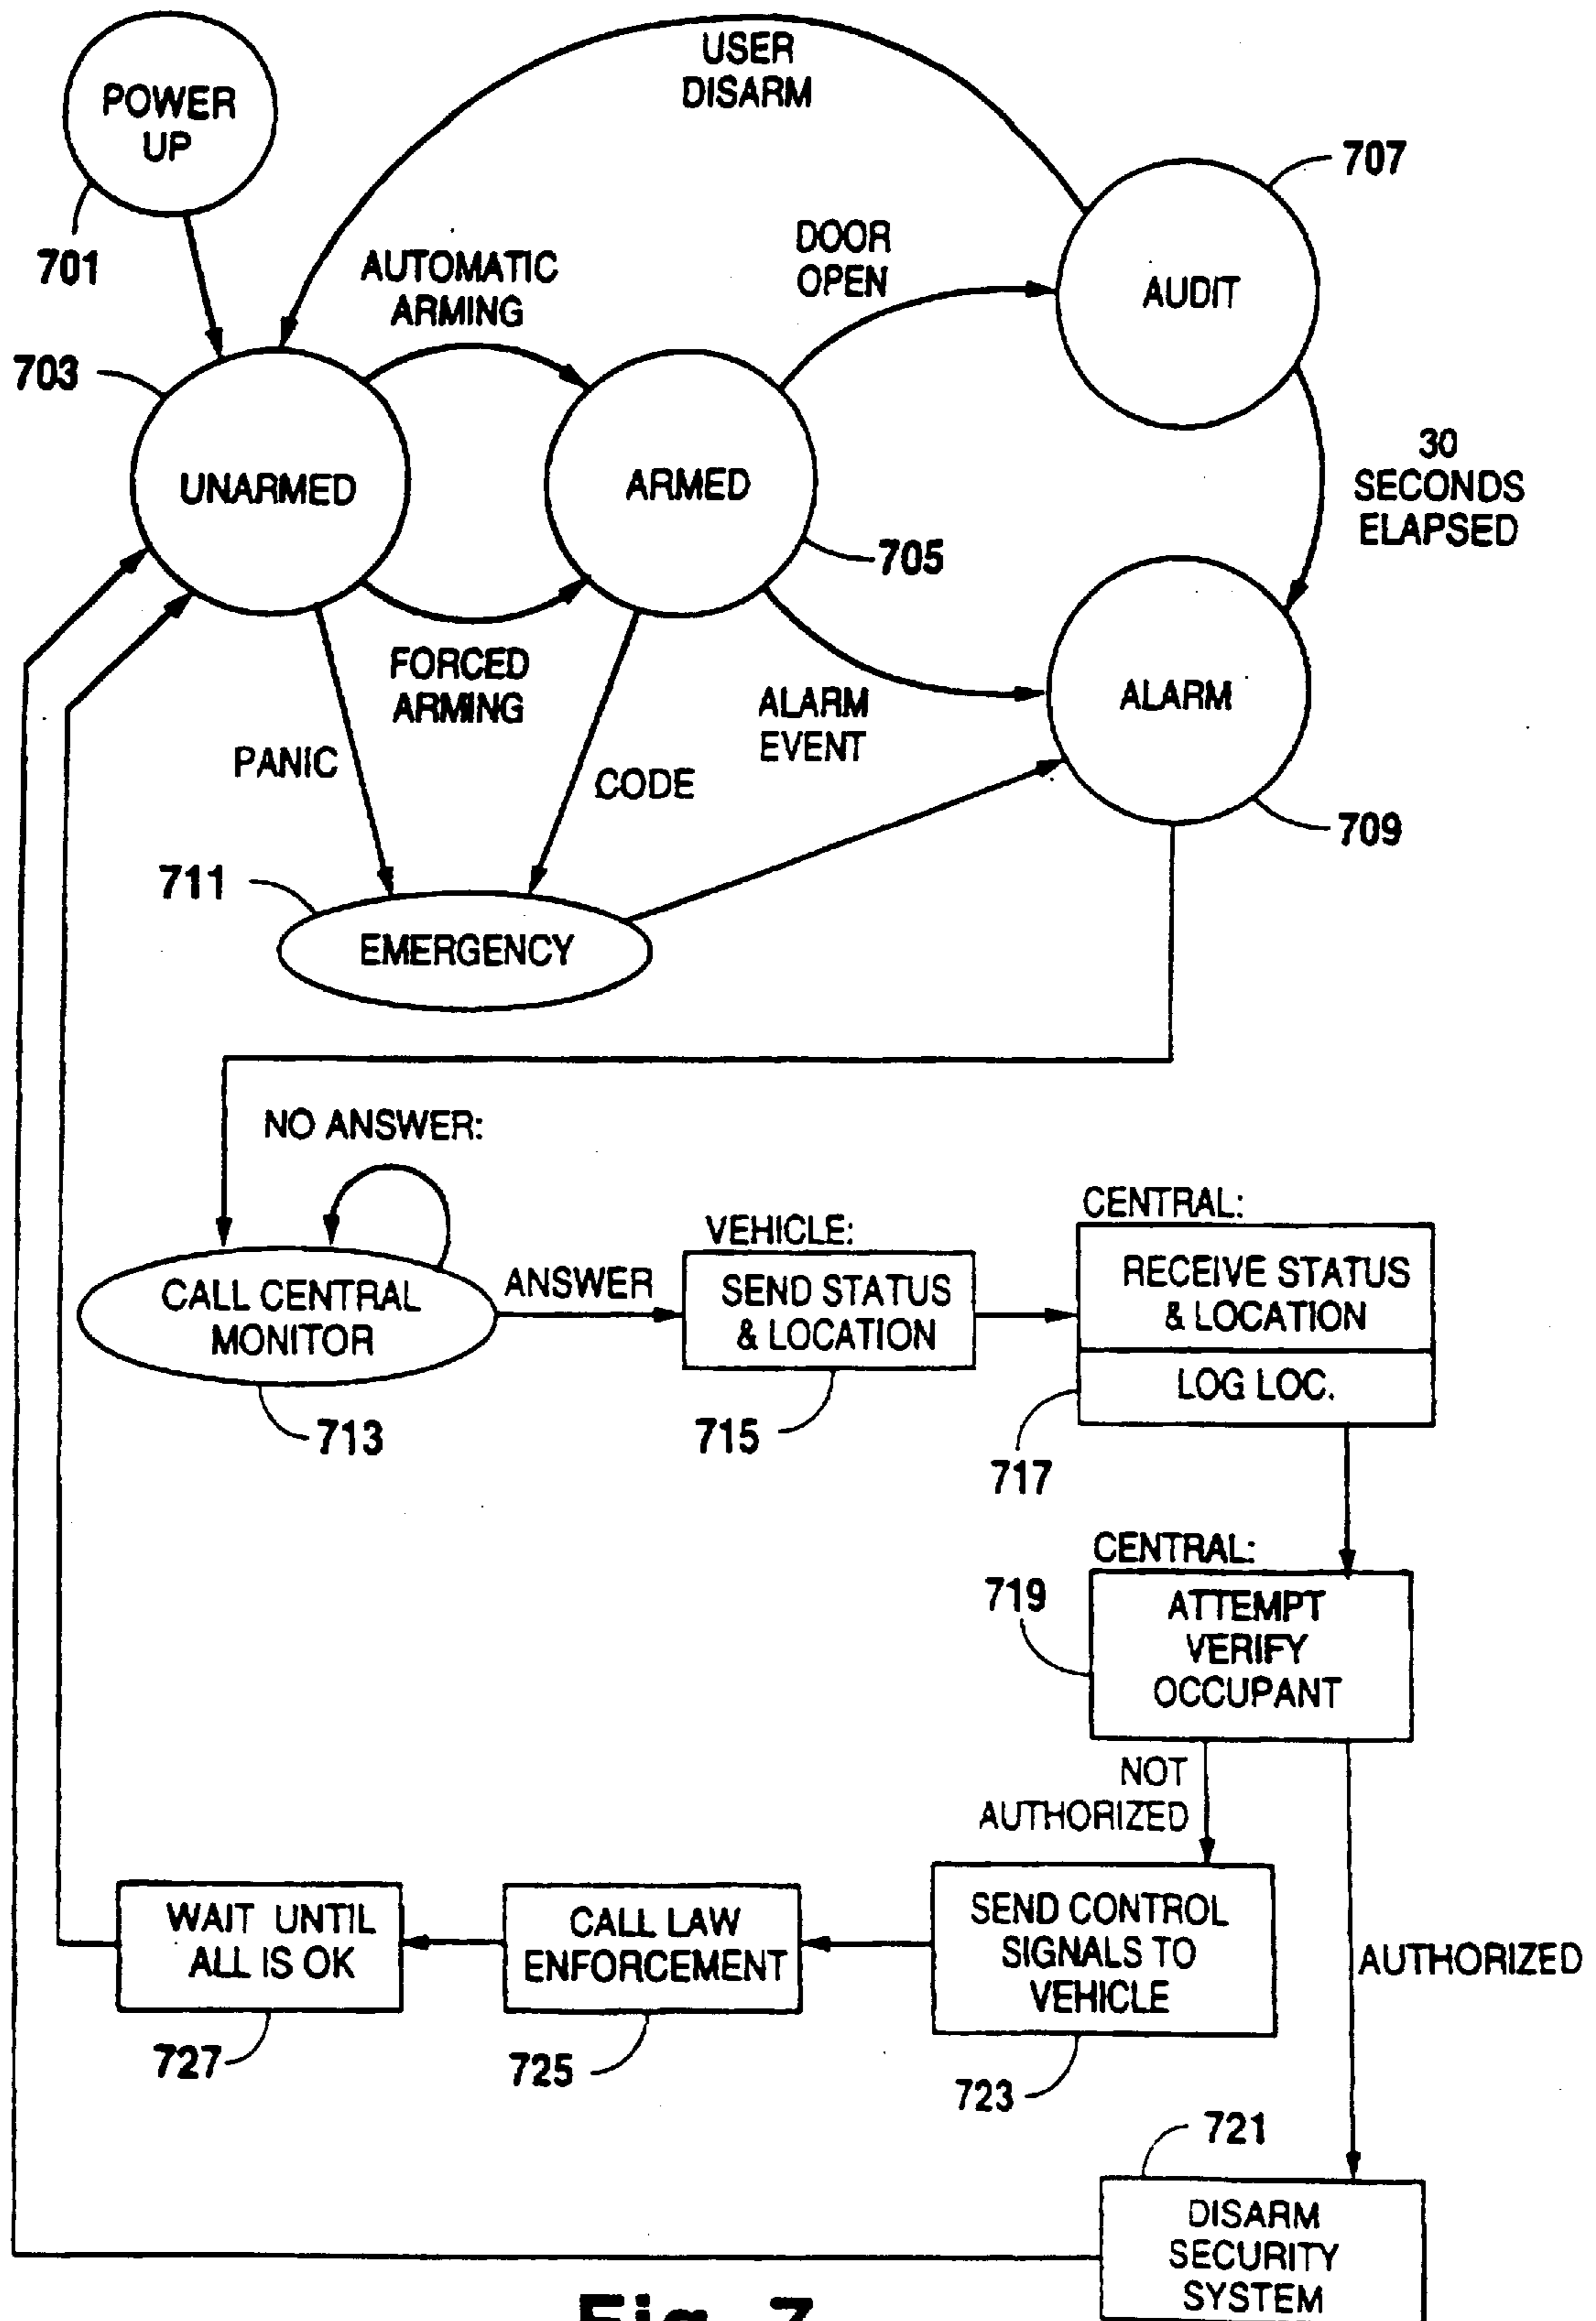 POWER
UP
701
USER
DISARM
707
AUTOMATIC
ARMING
DOOR
OPEN
AUDIT
703
UNARMED
ARMED
705
30
SECONDS
ELAPSED
FORCED
ARMING
PANIC
CODE
ALARM
EVENT
ALARM
709
711
EMERGENCY
NO ANSWER:
CALL CENTRAL
MONITOR
713
ANSWER
VEHICLE:
SEND STATUS
& LOCATION
715
CENTRAL:
RECEIVE STATUS
& LOCATION
LOG LOC.
717
CENTRAL:
719
ATTEMPT
VERIFY
OCCUPANT
NOT
AUTHORIZED
AUTHORIZED
SEND CONTROL
SIGNALS TO
VEHICLE
723
CALL LAW
ENFORCEMENT
725
WAIT UNTIL
ALL IS OK
727
721
DISARM
SECURITY
SYSTEM
Fig. 7